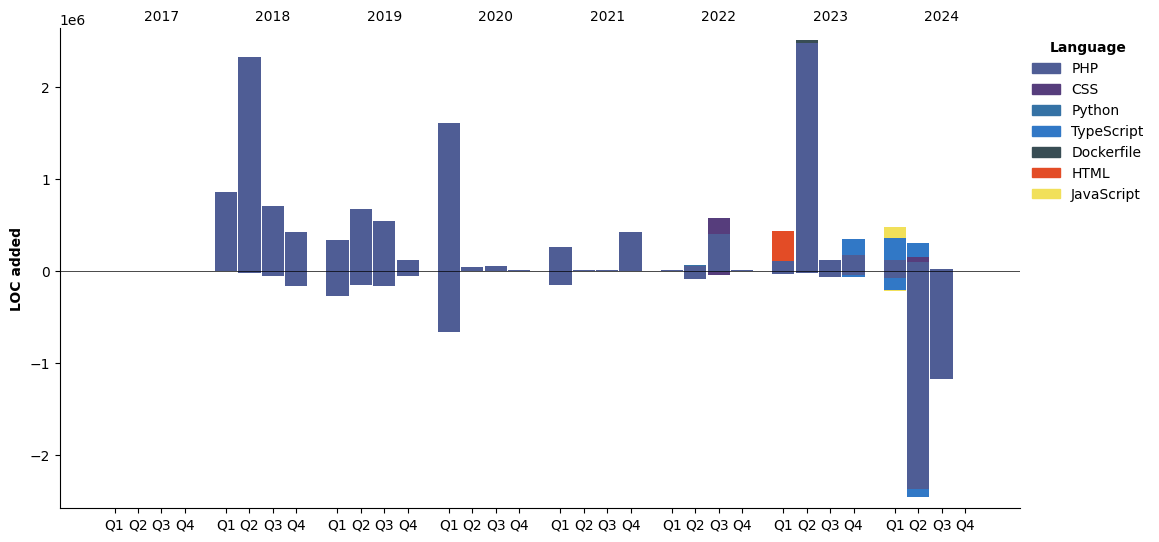 1e6
2017 2018 2019 2020 2021 2022 2023 2024
Language
PHP
CSS
Python
TypeScript
Dockerfile
HTML
JavaScript
LOC added
2
1
0
−1
−2
Q1 Q2 Q3 Q4 Q1 Q2 Q3 Q4 Q1 Q2 Q3 Q4 Q1 Q2 Q3 Q4 Q1 Q2 Q3 Q4 Q1 Q2 Q3 Q4 Q1 Q2 Q3 Q4 Q1 Q2 Q3 Q4